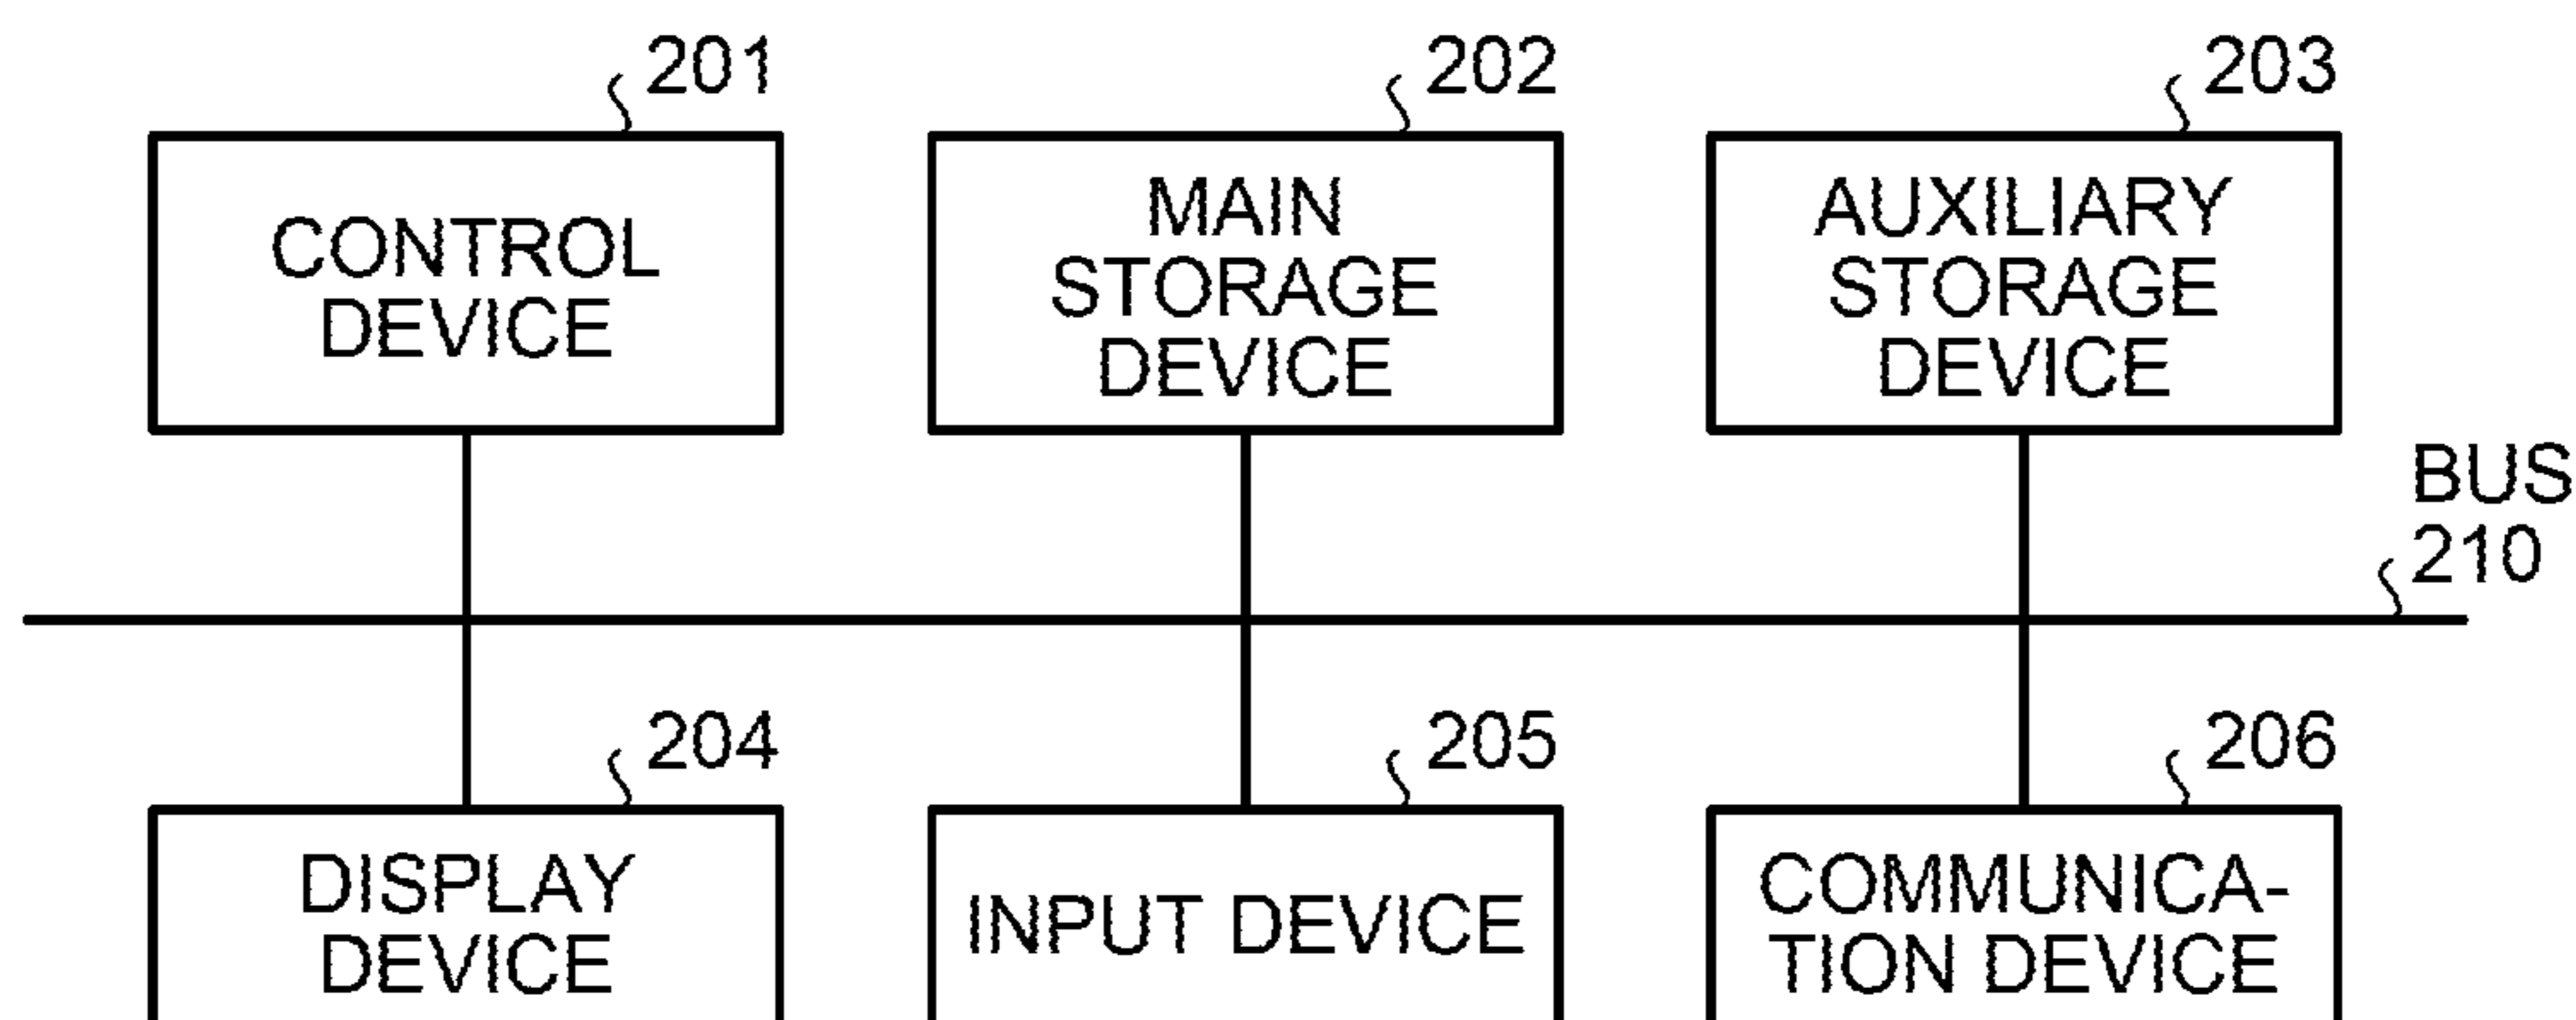 201
CONTROL
DEVICE
202
MAIN
STORAGE
DEVICE
203
AUXILIARY
STORAGE
DEVICE
BUS
210
204
DISPLAY
DEVICE
205
INPUT DEVICE
206
COMMUNICA-
TION DEVICE